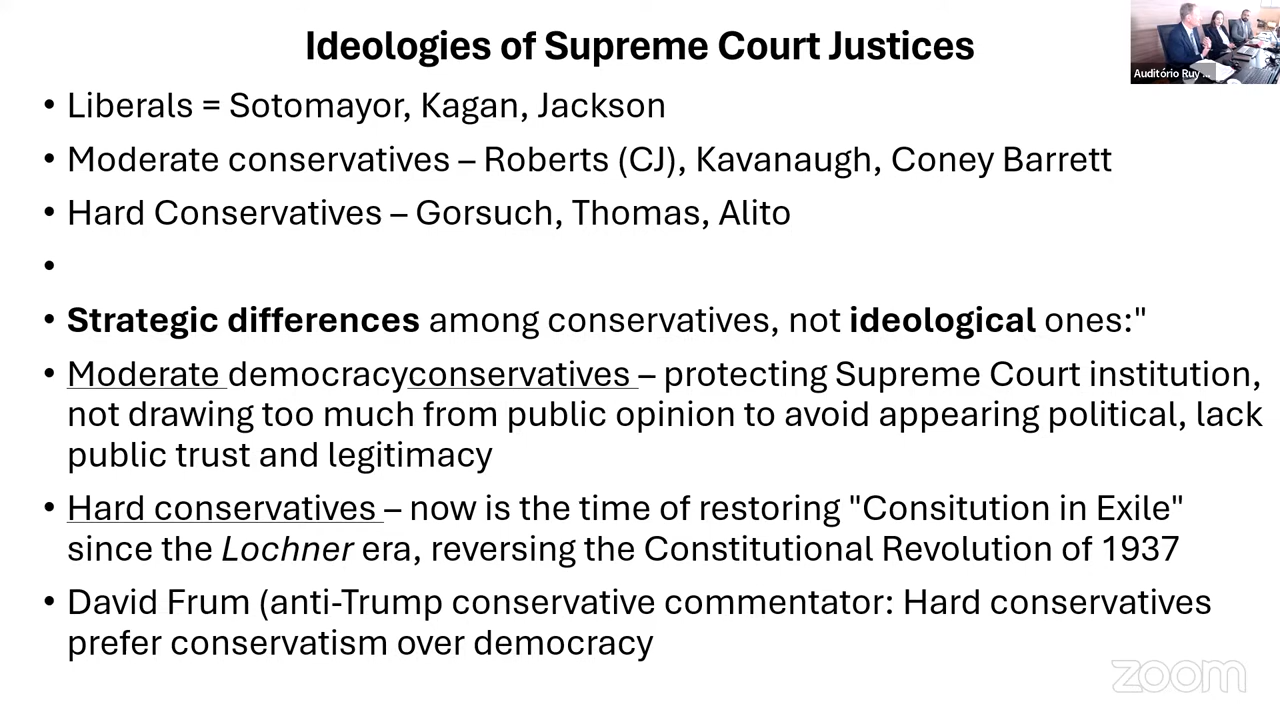 Ideologies of Supreme Court Justices
Auditório Ruy ...
• Liberals = Sotomayor, Kagan, Jackson
• Moderate conservatives – Roberts (CJ), Kavanaugh, Coney Barrett
• Hard Conservatives – Gorsuch, Thomas, Alito
•
• Strategic differences among conservatives, not ideological ones:"
• Moderate democracyconservatives – protecting Supreme Court institution,
not drawing too much from public opinion to avoid appearing political, lack
public trust and legitimacy
• Hard conservatives – now is the time of restoring "Consitution in Exile"
since the Lochner era, reversing the Constitutional Revolution of 1937
• David Frum (anti-Trump conservative commentator: Hard conservatives
prefer conservatism over democracy
zoom